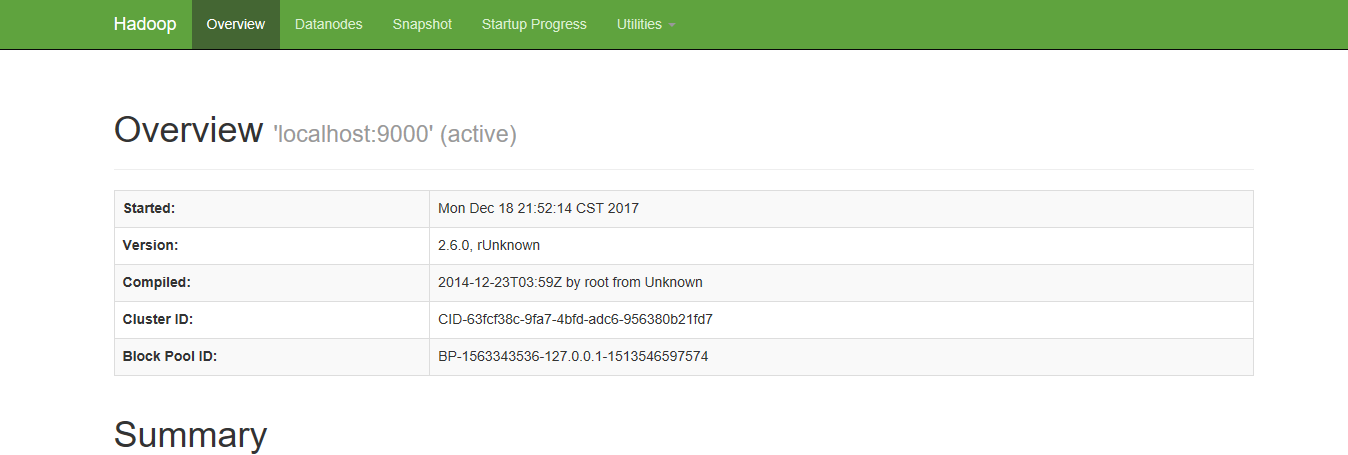 Hadoop Overview Datanodes Snapshot Startup Progress Utilities
Overview 'localhost:9000' (active)
Started: Mon Dec 18 21:52:14 CST 2017
Version: 2.6.0, rUnknown
Compiled: 2014-12-23T03:59Z by root from Unknown
Cluster ID: CID-63fcf38c-9fa7-4bfd-adc6-956380b21fd7
Block Pool ID: BP-1563343536-127.0.0.1-1513546597574
Summary